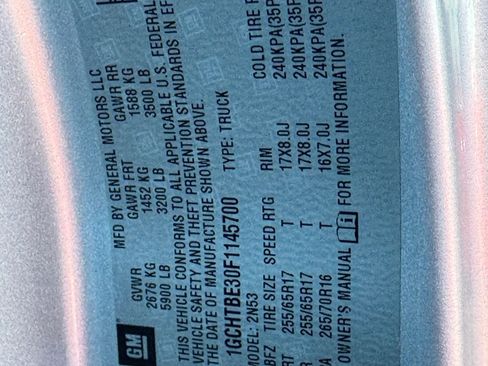 GM
MFD BY GENERAL MOTORS LLC
GVWR GAWR FRT GAWR RR
2676 KG 1452 KG 1588 KG
5900 LB 3200 LB 3500 LB
THIS VEHICLE CONFORMS TO ALL APPLICABLE U.S. FEDERAL
VEHICLE SAFETY AND THEFT PREVENTION STANDARDS IN EF
THE DATE OF MANUFACTURE SHOWN ABOVE.
1GCHTBE30F1145700 TYPE: TRUCK
MODEL: 2N53
BFZ TIRE SIZE SPEED RTG RIM COLD TIRE P
RT 255/65R17 T 17X8.0J 240KPA(35P
R 255/65R17 T 17X8.0J 240KPA(35P
A 265/70R16 T 16X7.0J 240KPA(35P
OWNER'S MANUAL i FOR MORE INFORMATION.